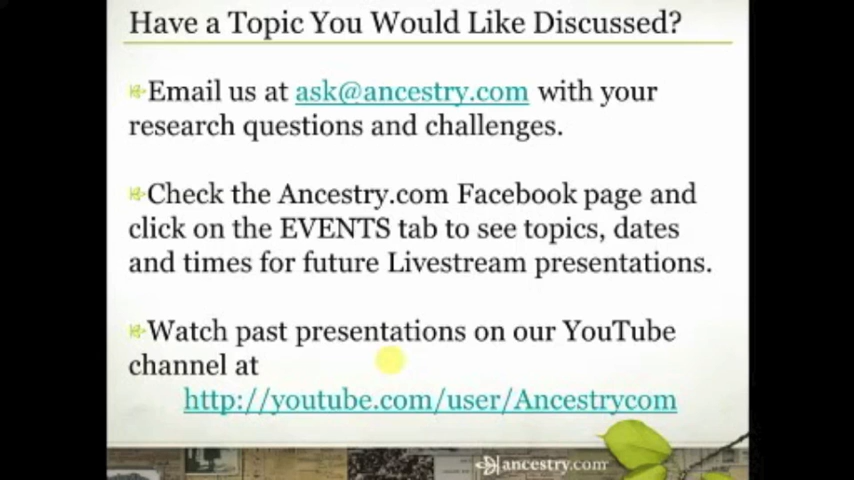 Have a Topic You Would Like Discussed?
Email us at ask@ancestry.com with your
research questions and challenges.
Check the Ancestry.com Facebook page and
click on the EVENTS tab to see topics, dates
and times for future Livestream presentations.
Watch past presentations on our YouTube
channel at
http://youtube.com/user/Ancestrycom
ancestry.com